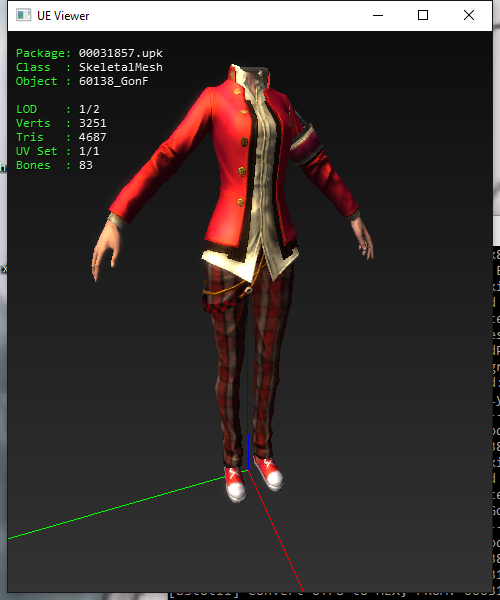 UE Viewer
Package: 00031857.upk
Class : SkeletalMesh
Object : 60138_GonF
LOD : 1/2
Verts : 3251
Tris : 4687
UV Set : 1/1
Bones : 83